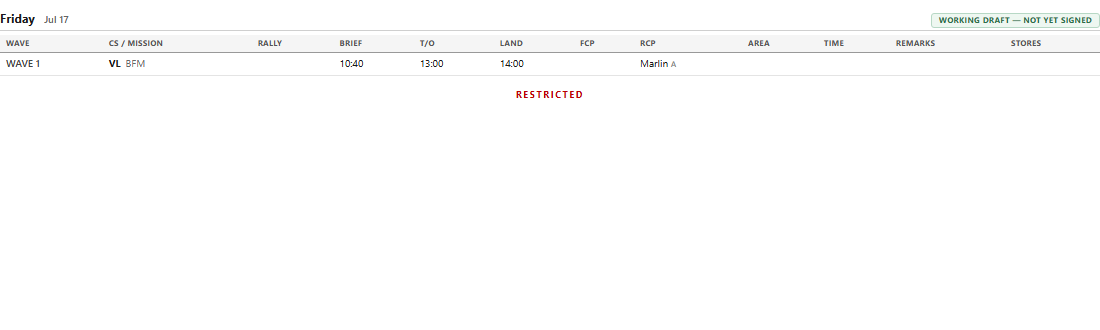 Friday Jul 17 WORKING DRAFT — NOT YET SIGNED
WAVE CS / MISSION RALLY BRIEF T/O LAND FCP RCP AREA TIME REMARKS STORES
WAVE 1 VL BFM 10:40 13:00 14:00 Marlin A
RESTRICTED